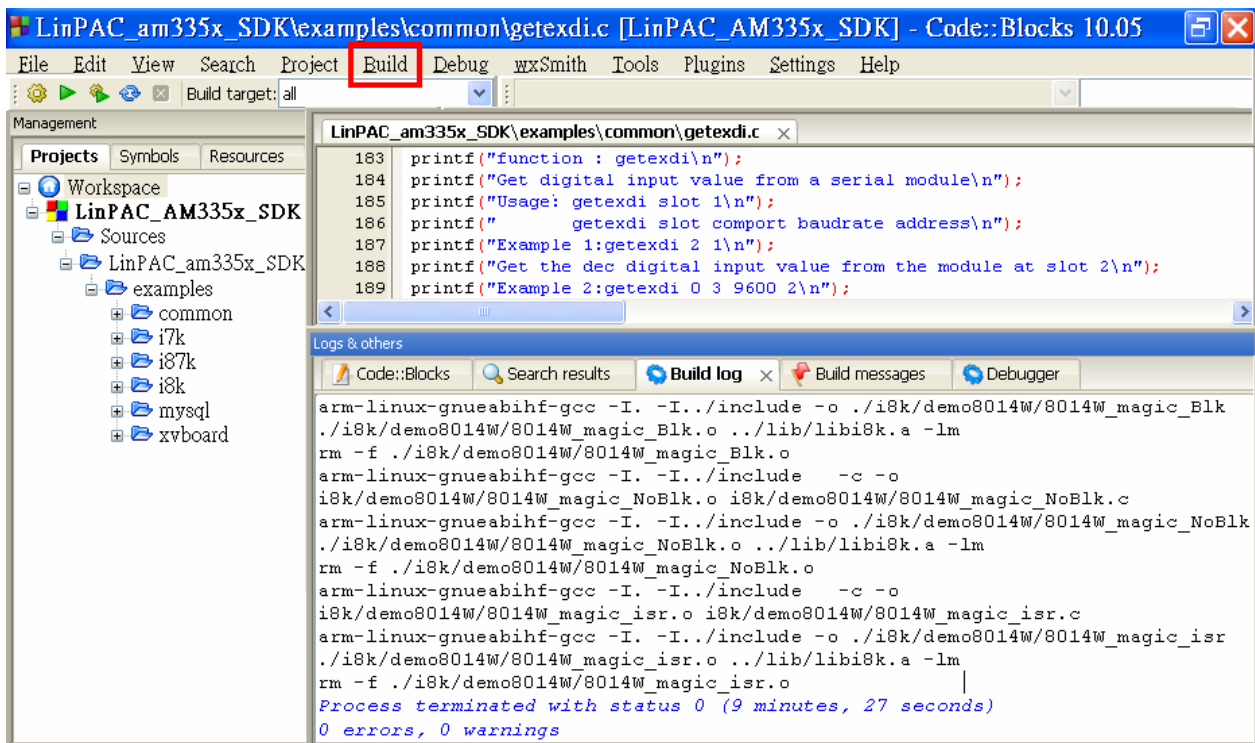 LinPAC_am335x_SDK\examples\common\getexdi.c [LinPAC_AM335x_SDK] - Code::Blocks 10.05
File Edit View Search Project Build Debug wxSmith Tools Plugins Settings Help
Build target: all
Management
Projects Symbols Resources
Workspace
LinPAC_AM335x_SDK
Sources
LinPAC_am335x_SDK
examples
common
i7k
i87k
i8k
mysql
xvboard
LinPAC_am335x_SDK\examples\common\getexdi.c
183 printf("function : getexdi\n");
184 printf("Get digital input value from a serial module\n");
185 printf("Usage: getexdi slot 1\n");
186 printf("       getexdi slot comport baudrate address\n");
187 printf("Example 1:getexdi 2 1\n");
188 printf("Get the dec digital input value from the module at slot 2\n");
189 printf("Example 2:getexdi 0 3 9600 2\n");
Logs & others
Code::Blocks Search results Build log Build messages Debugger
arm-linux-gnueabihf-gcc -I. -I../include -o ./i8k/demo8014W/8014W_magic_Blk
./i8k/demo8014W/8014W_magic_Blk.o ../lib/libi8k.a -lm
rm -f ./i8k/demo8014W/8014W_magic_Blk.o
arm-linux-gnueabihf-gcc -I. -I../include   -c -o
i8k/demo8014W/8014W_magic_NoBlk.o i8k/demo8014W/8014W_magic_NoBlk.c
arm-linux-gnueabihf-gcc -I. -I../include -o ./i8k/demo8014W/8014W_magic_NoBlk
./i8k/demo8014W/8014W_magic_NoBlk.o ../lib/libi8k.a -lm
rm -f ./i8k/demo8014W/8014W_magic_NoBlk.o
arm-linux-gnueabihf-gcc -I. -I../include   -c -o
i8k/demo8014W/8014W_magic_isr.o i8k/demo8014W/8014W_magic_isr.c
arm-linux-gnueabihf-gcc -I. -I../include -o ./i8k/demo8014W/8014W_magic_isr
./i8k/demo8014W/8014W_magic_isr.o ../lib/libi8k.a -lm
rm -f ./i8k/demo8014W/8014W_magic_isr.o
Process terminated with status 0 (9 minutes, 27 seconds)
0 errors, 0 warnings